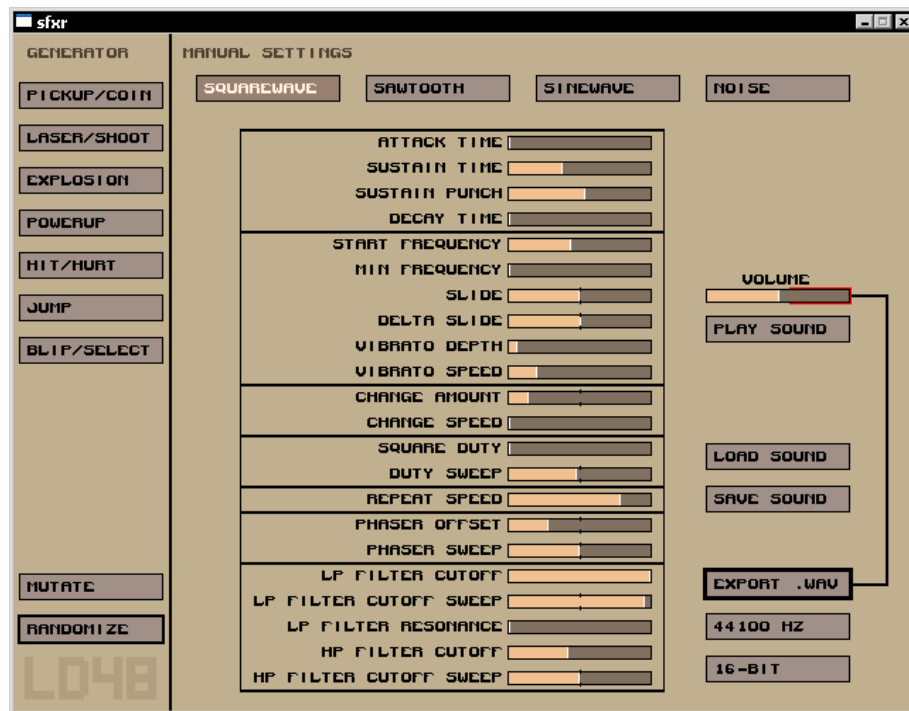 sfxr
GENERATOR
MANUAL SETTINGS
PICKUP/COIN
LASER/SHOOT
EXPLOSION
POWERUP
HIT/HURT
JUMP
BLIP/SELECT
MUTATE
RANDOMIZE
LD48
SQUAREWAVE
SAWTOOTH
SINEWAVE
NOISE
ATTACK TIME
SUSTAIN TIME
SUSTAIN PUNCH
DECAY TIME
START FREQUENCY
MIN FREQUENCY
SLIDE
DELTA SLIDE
VIBRATO DEPTH
VIBRATO SPEED
CHANGE AMOUNT
CHANGE SPEED
SQUARE DUTY
DUTY SWEEP
REPEAT SPEED
PHASER OFFSET
PHASER SWEEP
LP FILTER CUTOFF
LP FILTER CUTOFF SWEEP
LP FILTER RESONANCE
HP FILTER CUTOFF
HP FILTER CUTOFF SWEEP
VOLUME
PLAY SOUND
LOAD SOUND
SAVE SOUND
EXPORT .WAV
44100 HZ
16-BIT